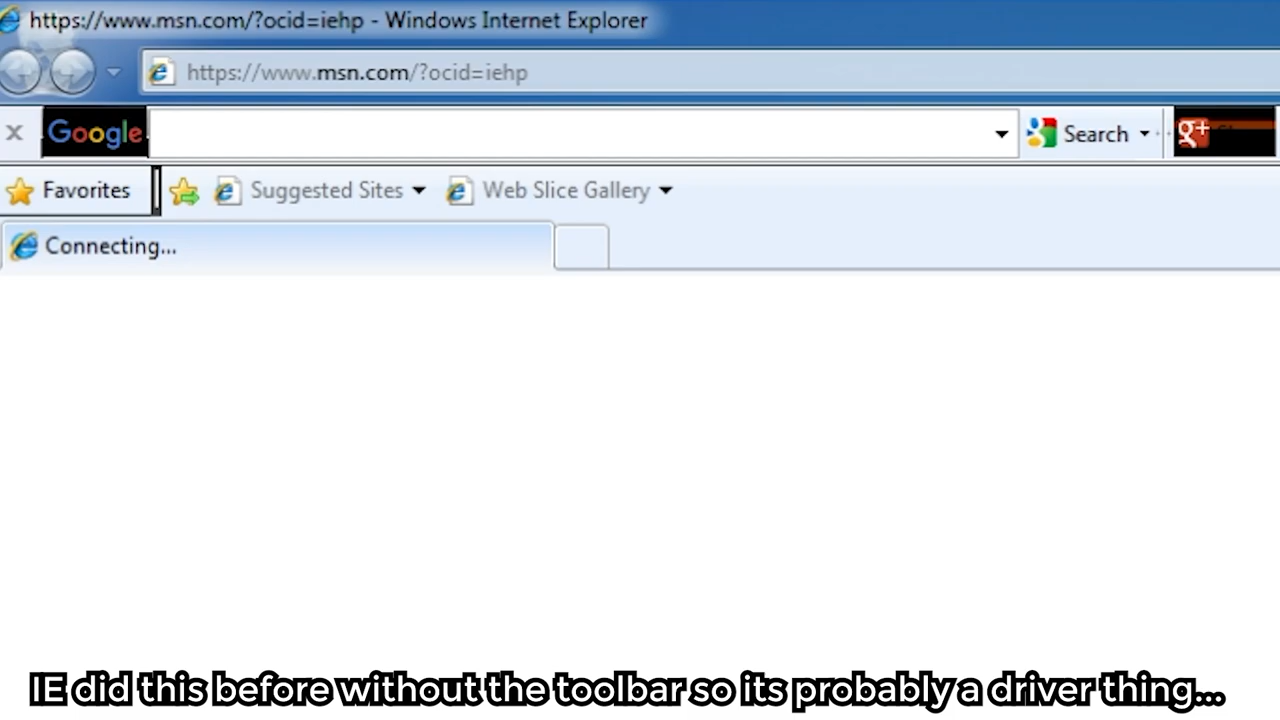 https://www.msn.com/?ocid=iehp - Windows Internet Explorer
https://www.msn.com/?ocid=iehp
x Google Search g+
Favorites Suggested Sites Web Slice Gallery
Connecting...
IE did this before without the toolbar so its probably a driver thing...